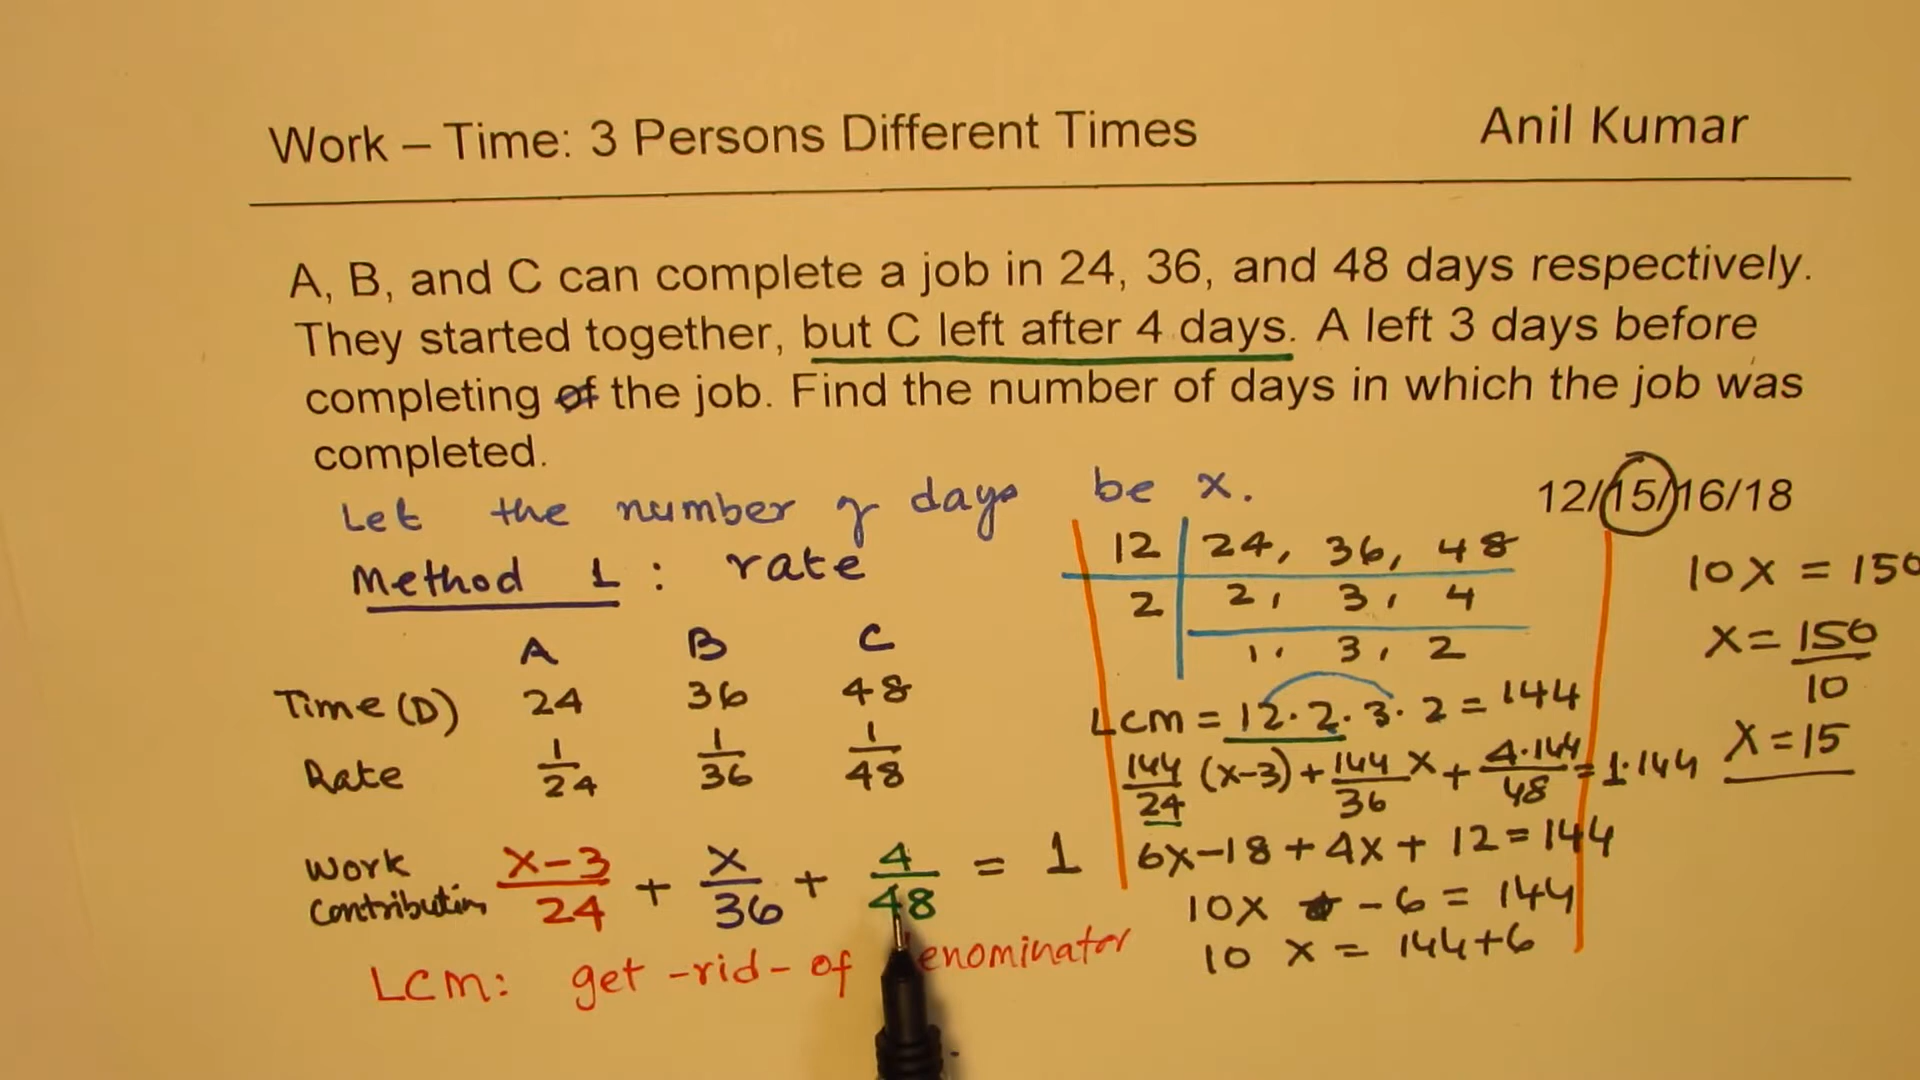 Work – Time: 3 Persons Different Times Anil Kumar
A, B, and C can complete a job in 24, 36, and 48 days respectively.
They started together, but C left after 4 days. A left 3 days before
completing of the job. Find the number of days in which the job was
completed.
12/15/16/18
Let the number of days be x.
Method 1 : rate
A B C
Time (D) 24 36 48
Rate 1/24 1/36 1/48
Work Contribution (x-3)/24 + x/36 + 4/48 = 1
LCM: get-rid-of enominator
12 | 24, 36, 48
2 | 2, 3, 4
1, 3, 2
LCM = 12·2·3·2 = 144
144/24 (x-3) + 144/36 x + 4·144/48 = 1·144
6x-18 + 4x + 12 = 144
10x - 6 = 144
10 x = 144+6
10x = 150
x = 150/10
x = 15